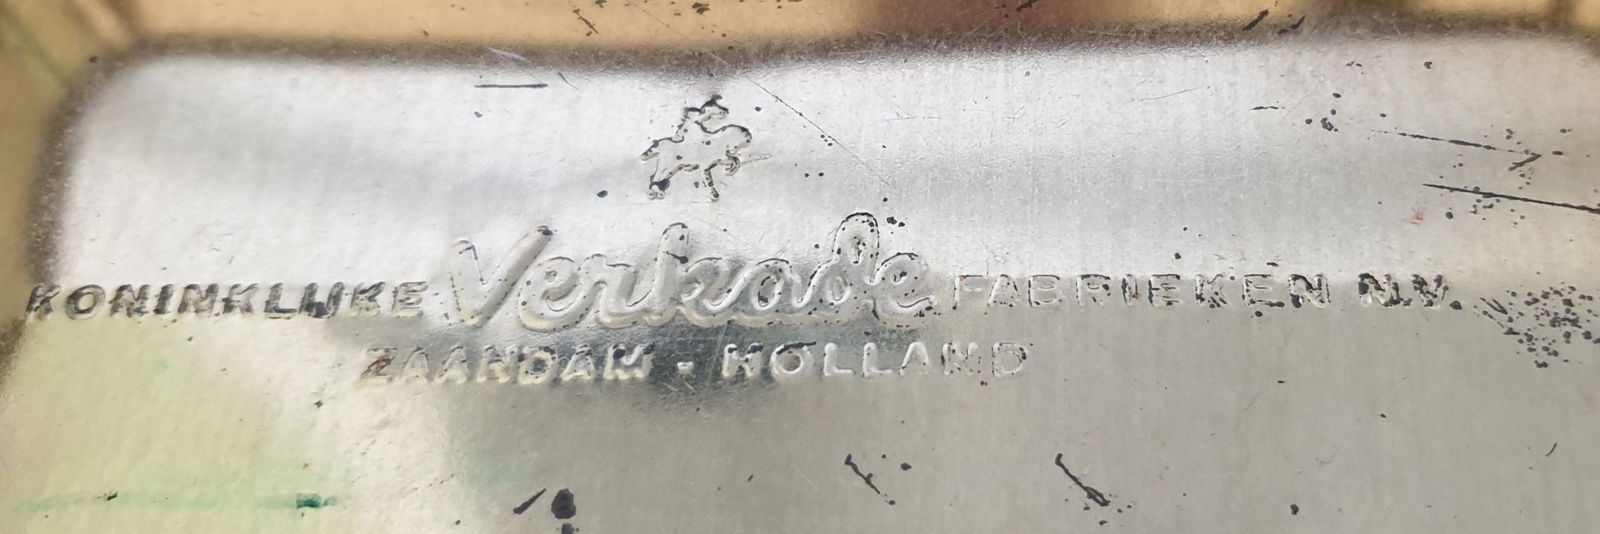 KONINKLIJKE Verkade FABRIEKEN N.V.
ZAANDAM - HOLLAND